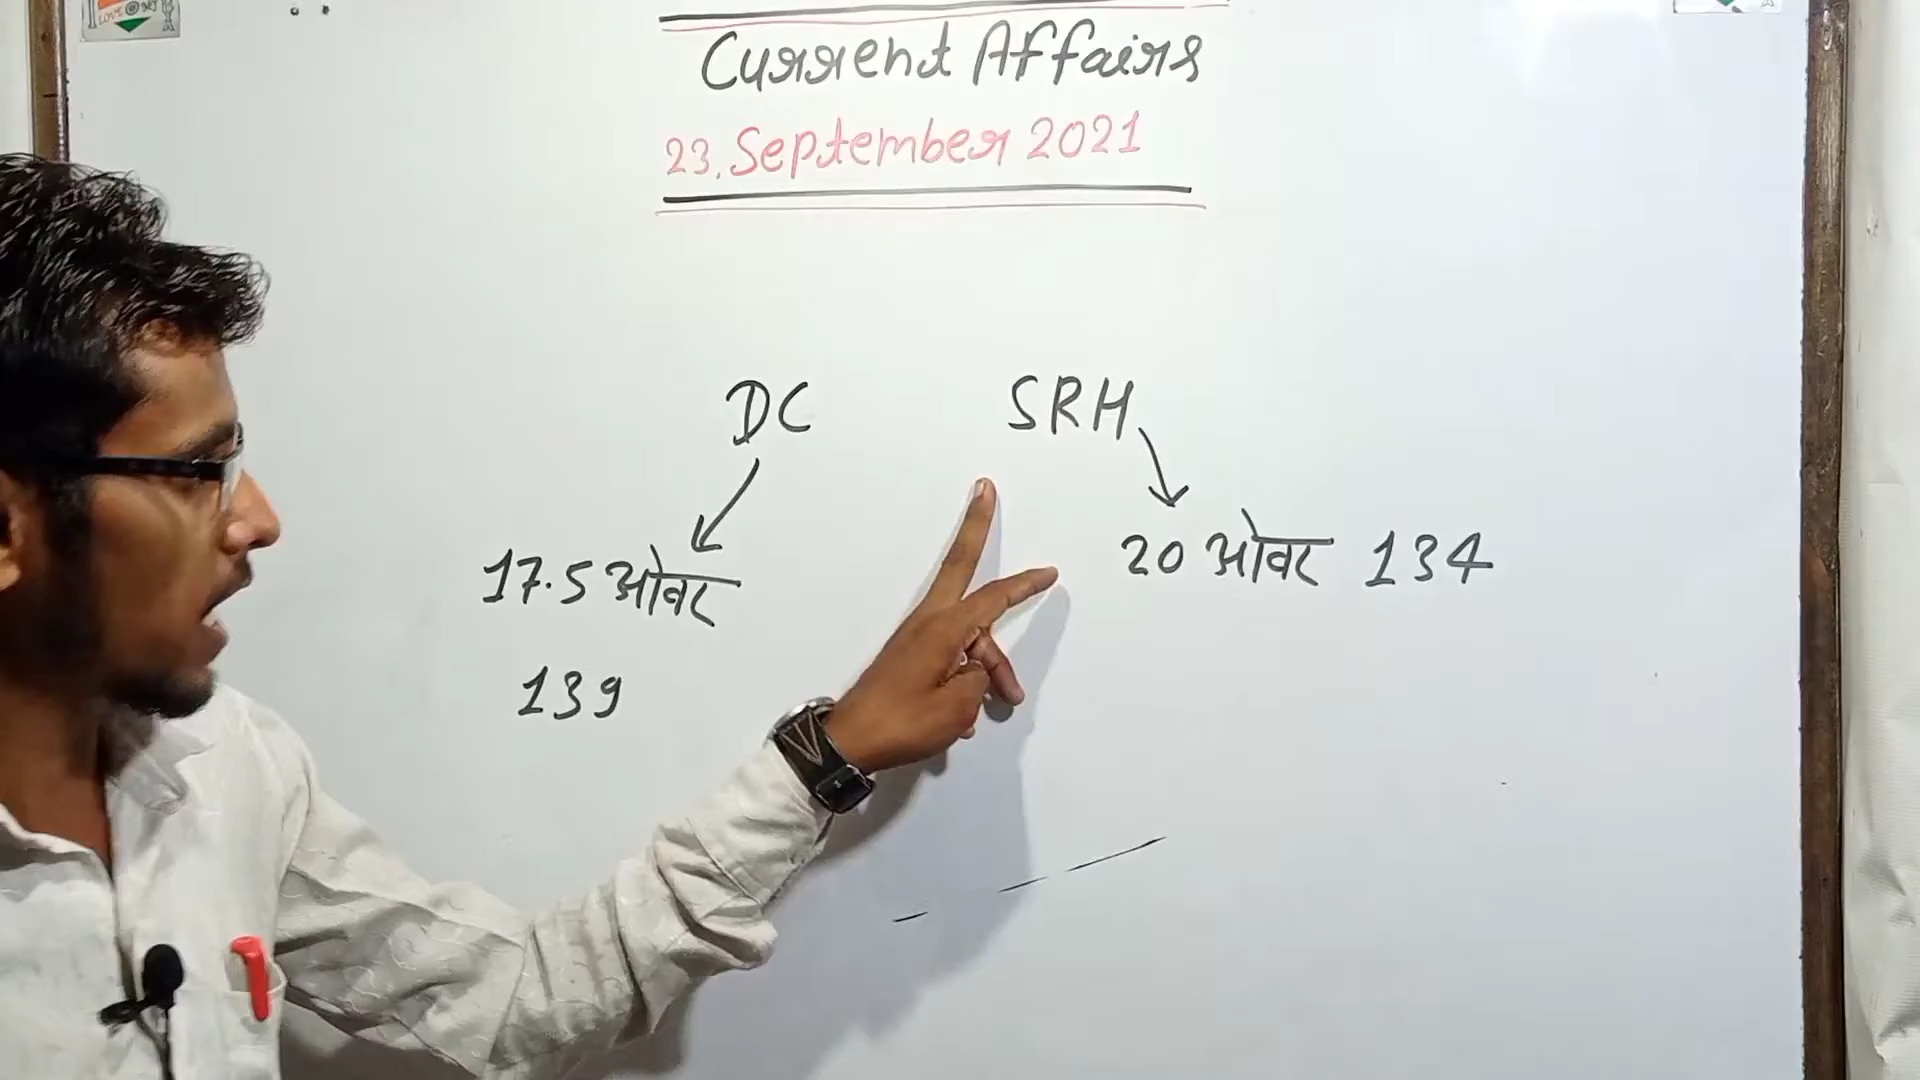 Current Affairs
23. September 2021
DC SRH
17.5 ओवर
139
20 ओवर 134